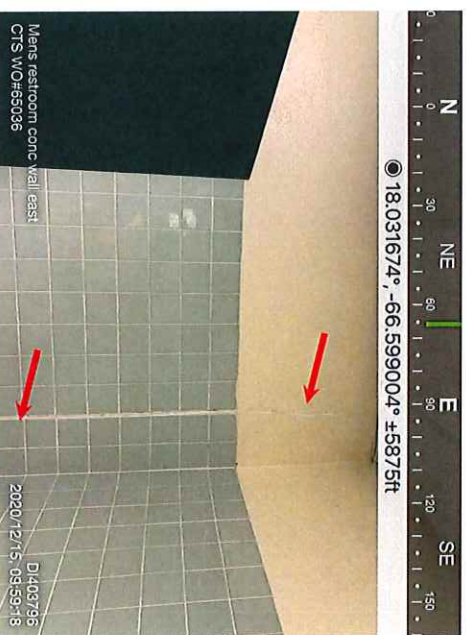 N NE E SE
0 30 60 90 120 150
18.031674°, -66.599004° ±5875ft
Mens restroom conc wall east
CTS WO#65036
DI403796
2020/12/15, 09:59:18